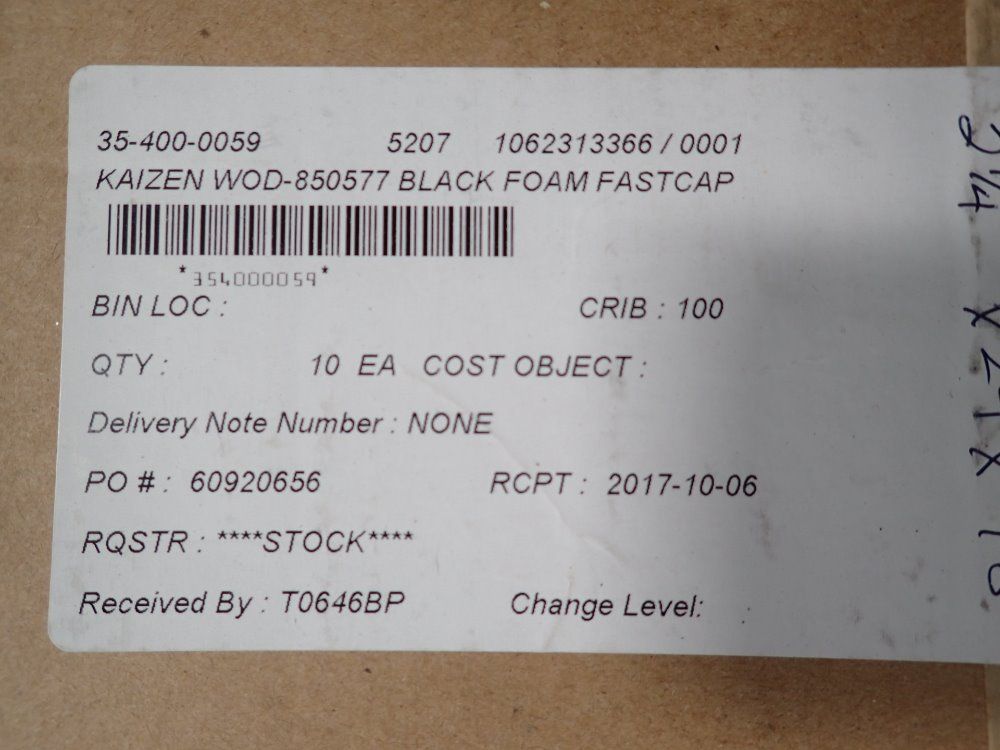 35-400-0059 5207 1062313366 / 0001
KAIZEN WOD-850577 BLACK FOAM FASTCAP
*354000059*
BIN LOC : CRIB : 100
QTY : 10 EA COST OBJECT :
Delivery Note Number : NONE
PO # : 60920656 RCPT : 2017-10-06
RQSTR : ****STOCK****
Received By : T0646BP Change Level: